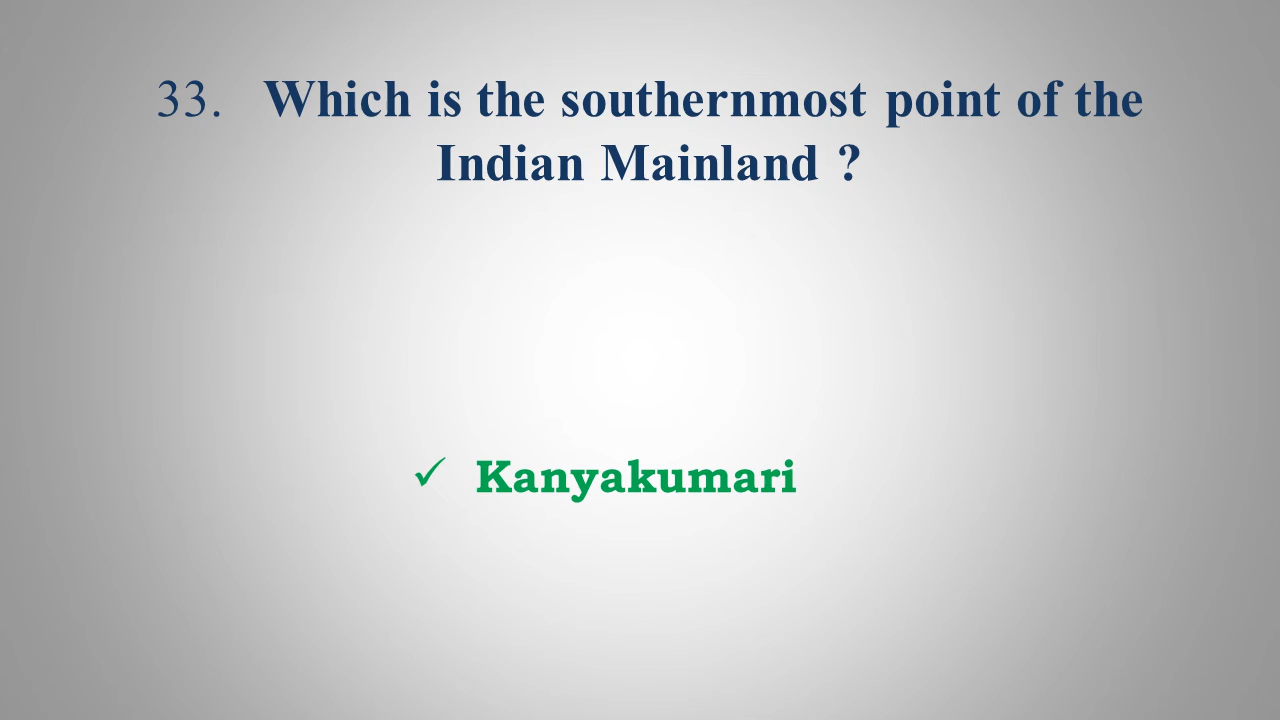 33. Which is the southernmost point of the
Indian Mainland ?
✓ Kanyakumari